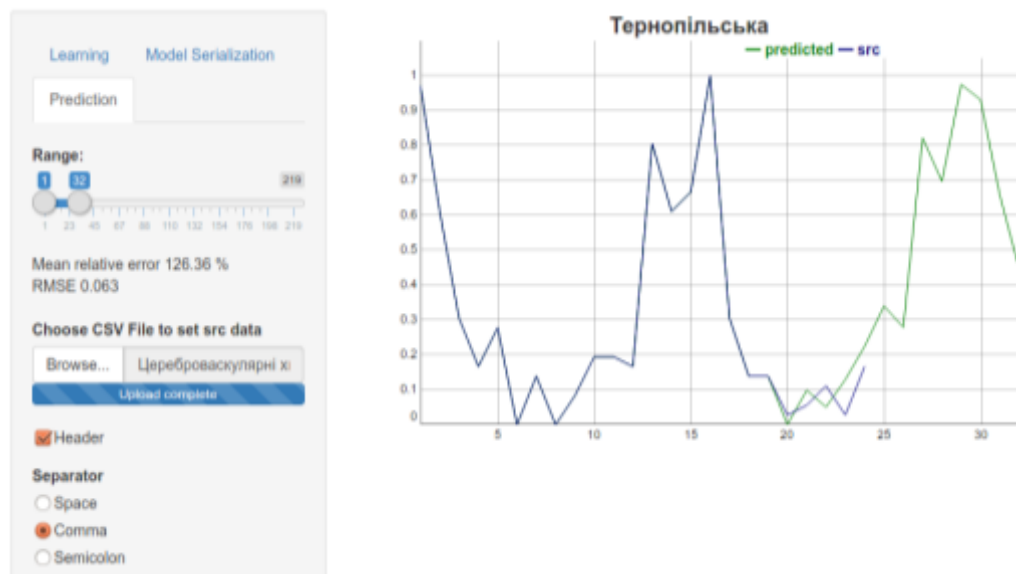 Learning Model Serialization
Prediction
Range:
1 32 219
1 23 45 67 88 110 132 154 176 198 219
Mean relative error 126.36 %
RMSE 0.063
Choose CSV File to set src data
Browse... Цереброваскулярні х
Upload complete
Header
Separator
Space
Comma
Semicolon
Тернопільська
predicted src
1
0.9
0.8
0.7
0.6
0.5
0.4
0.3
0.2
0.1
0
5 10 15 20 25 30